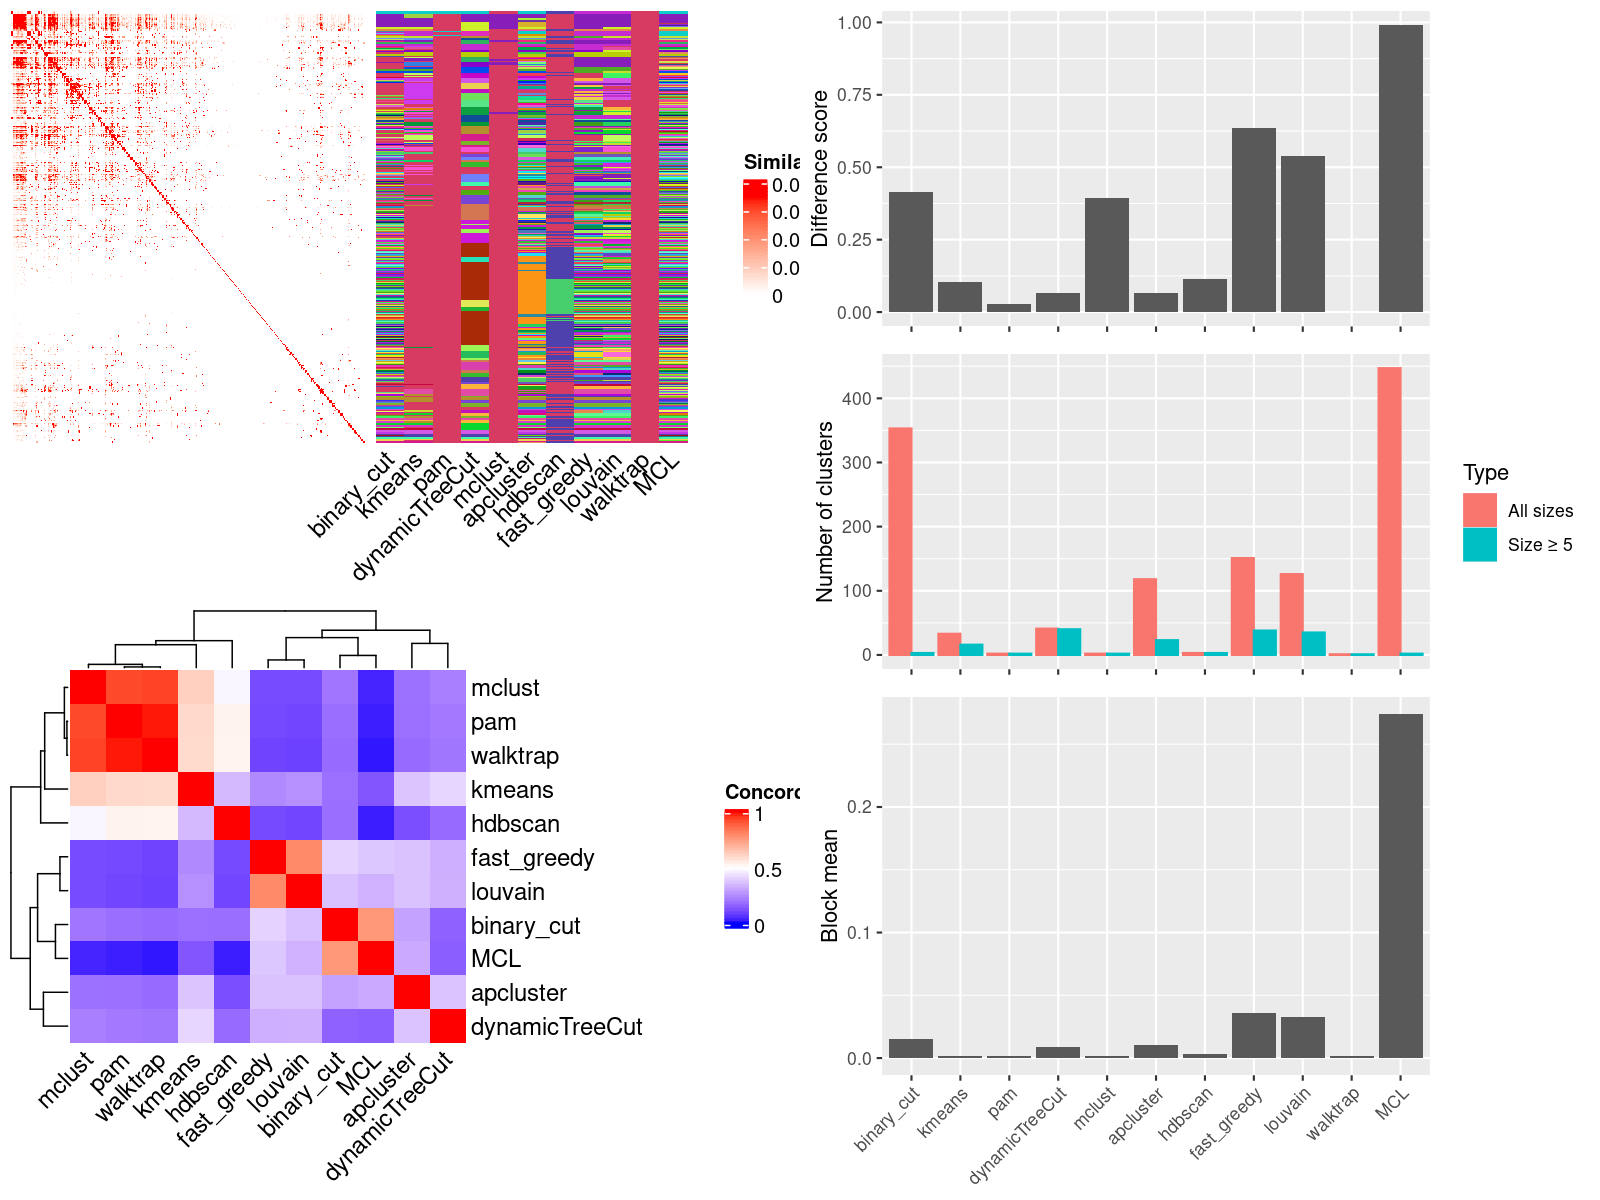 Simila
0.0
0.0
0.0
0.0
0
binary_cut
kmeans
pam
dynamicTreeCut
mclust
apcluster
hdbscan
fast_greedy
louvain
walktrap
MCL
mclust
pam
walktrap
kmeans
hdbscan
fast_greedy
louvain
binary_cut
MCL
apcluster
dynamicTreeCut
mclust
pam
walktrap
kmeans
hdbscan
fast_greedy
louvain
binary_cut
MCL
apcluster
dynamicTreeCut
Concord
1
0.5
0
Difference score
1.00
0.75
0.50
0.25
0.00
Number of clusters
400
300
200
100
0
Type
All sizes
Size ≥ 5
Block mean
0.2
0.1
0.0
binary_cut
kmeans
pam
dynamicTreeCut
mclust
apcluster
hdbscan
fast_greedy
louvain
walktrap
MCL